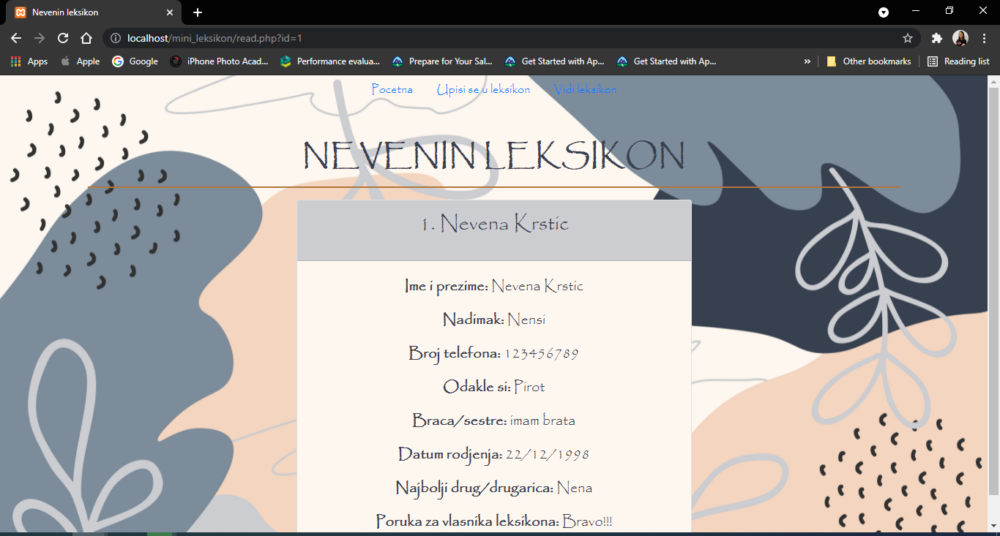 Nevenin leksikon
localhost/mini_leksikon/read.php?id=1
Apps Apple Google iPhone Photo Acad... Performance evalua... Prepare for Your Sal... Get Started with Ap... Get Started with Ap... » Other bookmarks Reading list
Pocetna Upisi se u leksikon Vidi leksikon
NEVENIN LEKSIKON
1. Nevena Krstic
Ime i prezime: Nevena Krstic
Nadimak: Nensi
Broj telefona: 123456789
Odakle si: Pirot
Braca/sestre: imam brata
Datum rodjenja: 22/12/1998
Najbolji drug/drugarica: Nena
Poruka za vlasnika leksikona: Bravo!!!